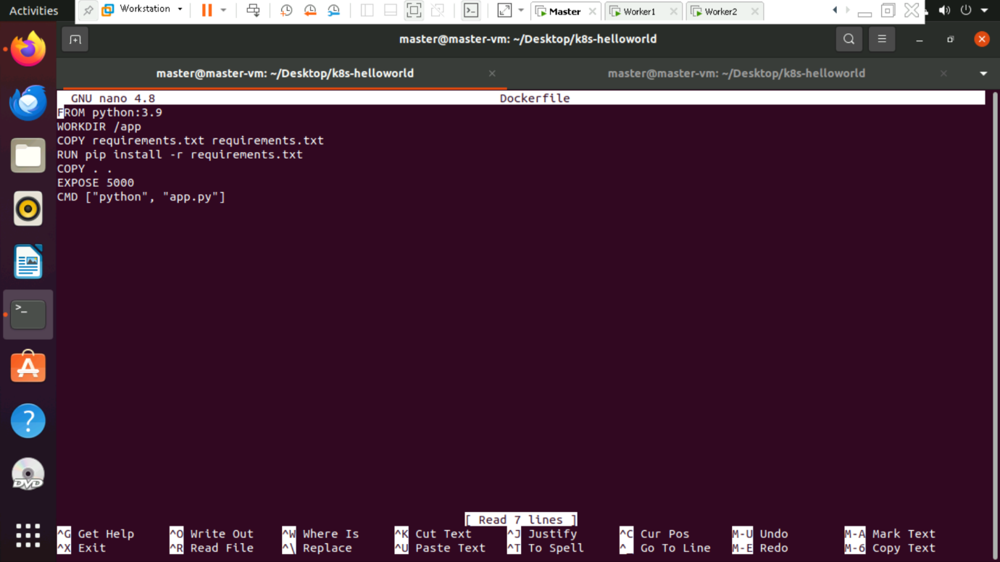 Activities
Workstation
Master
Worker1
Worker2
master@master-vm: ~/Desktop/k8s-helloworld
master@master-vm: ~/Desktop/k8s-helloworld
master@master-vm: ~/Desktop/k8s-helloworld
GNU nano 4.8 Dockerfile
FROM python:3.9
WORKDIR /app
COPY requirements.txt requirements.txt
RUN pip install -r requirements.txt
COPY . .
EXPOSE 5000
CMD ["python", "app.py"]
[ Read 7 lines ]
^G Get Help ^O Write Out ^W Where Is ^K Cut Text ^J Justify ^C Cur Pos M-U Undo M-A Mark Text
^X Exit ^R Read File ^\ Replace ^U Paste Text ^T To Spell ^_ Go To Line M-E Redo M-6 Copy Text
DVD